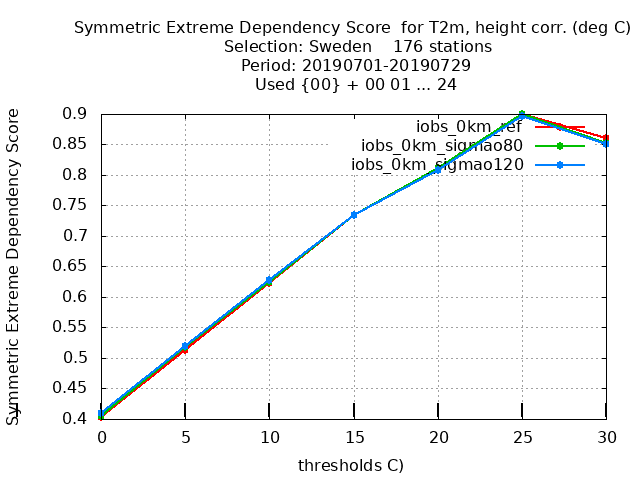 Symmetric Extreme Dependency Score  for T2m, height corr. (deg C)
Selection: Sweden    176 stations
Period: 20190701-20190729
Used {00} + 00 01 ... 24
Symmetric Extreme Dependency Score
0.9
0.85
0.8
0.75
0.7
0.65
0.6
0.55
0.5
0.45
0.4
iobs_0km_ref
iobs_0km_sigmao80
iobs_0km_sigmao120
0 5 10 15 20 25 30
thresholds C)